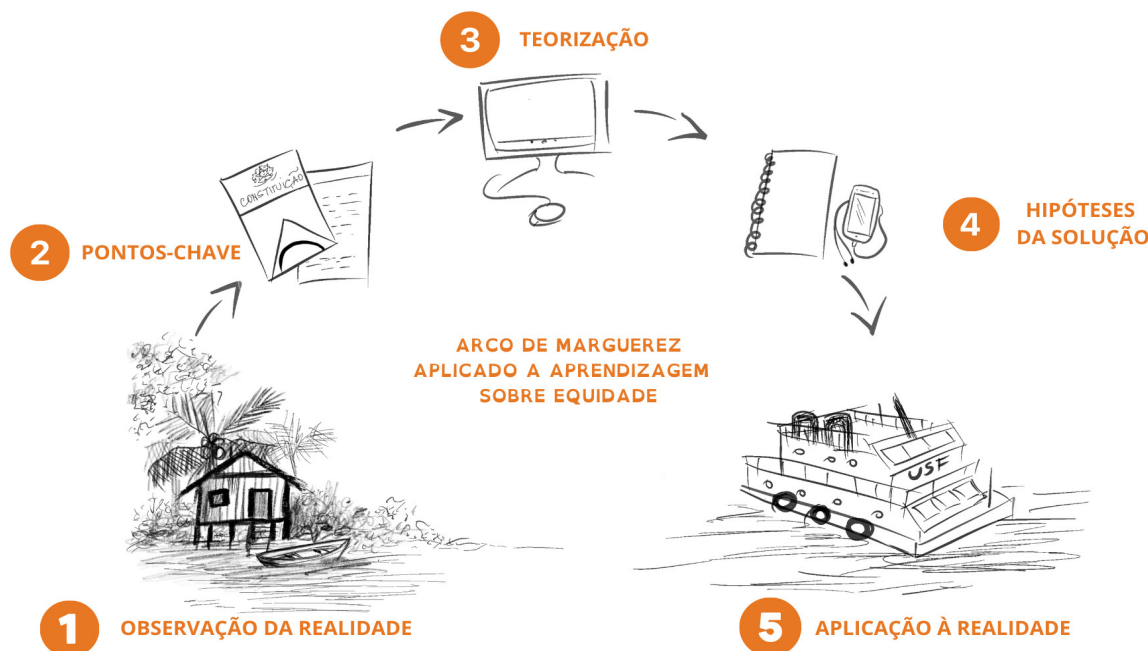 3 TEORIZAÇÃO
CONSTITUIÇÃO
2 PONTOS-CHAVE
4 HIPÓTESES
DA SOLUÇÃO
ARCO DE MARGUEREZ
APLICADO A APRENDIZAGEM
SOBRE EQUIDADE
USF
1 OBSERVAÇÃO DA REALIDADE
5 APLICAÇÃO À REALIDADE